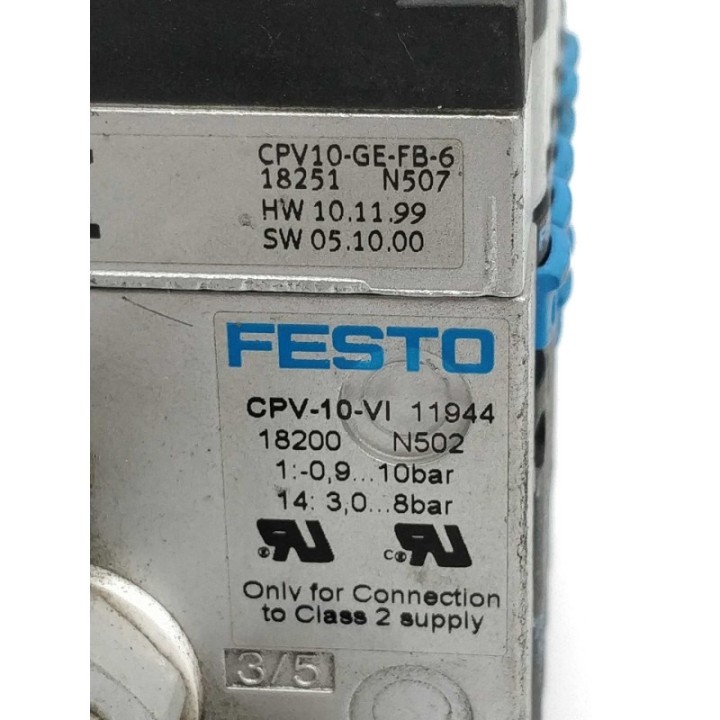 CPV10-GE-FB-6
18251 N507
HW 10.11.99
SW 05.10.00
FESTO
CPV-10-VI 11944
18200 N502
1:-0,9...10bar
14: 3,0...8bar
Only for Connection
to Class 2 supply
3/5